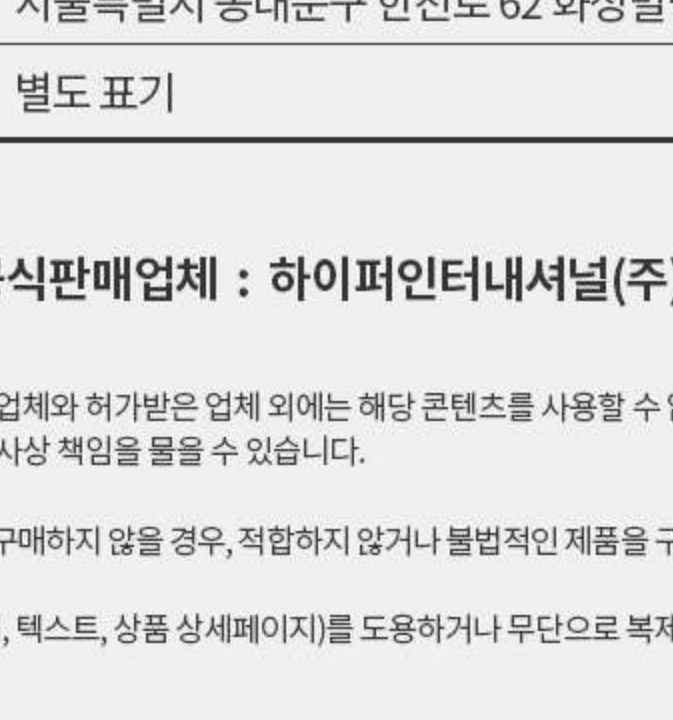 서울특별시 동대문구 한천로 62 화성빌
별도 표기
식판매업체 : 하이퍼인터내셔널(주)
업체와 허가받은 업체 외에는 해당 콘텐츠를 사용할 수
사상 책임을 물을 수 있습니다.
구매하지 않을 경우, 적합하지 않거나 불법적인 제품을 구
, 텍스트, 상품 상세페이지)를 도용하거나 무단으로 복제